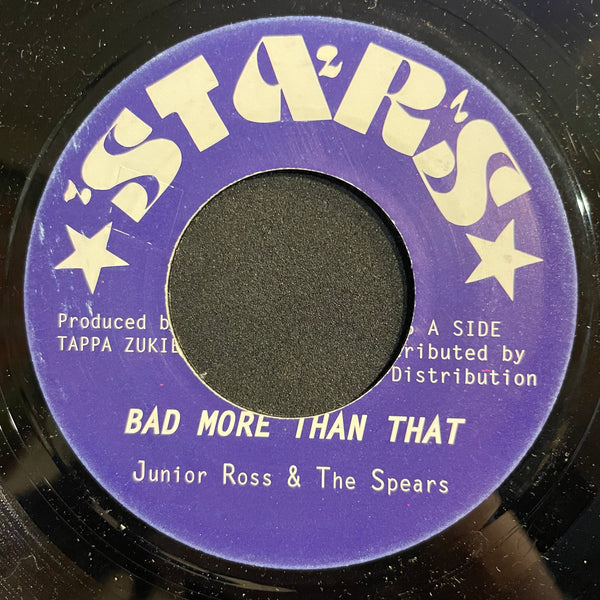 STARS
Produced b
TAPPA ZUKIE
A SIDE
ributed by
Distribution
BAD MORE THAN THAT
Junior Ross & The Spears